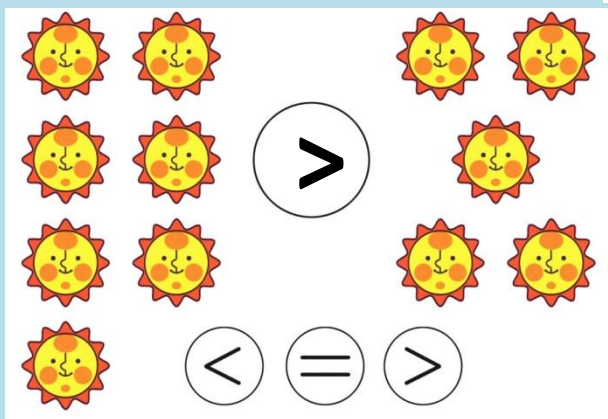 >
< = >